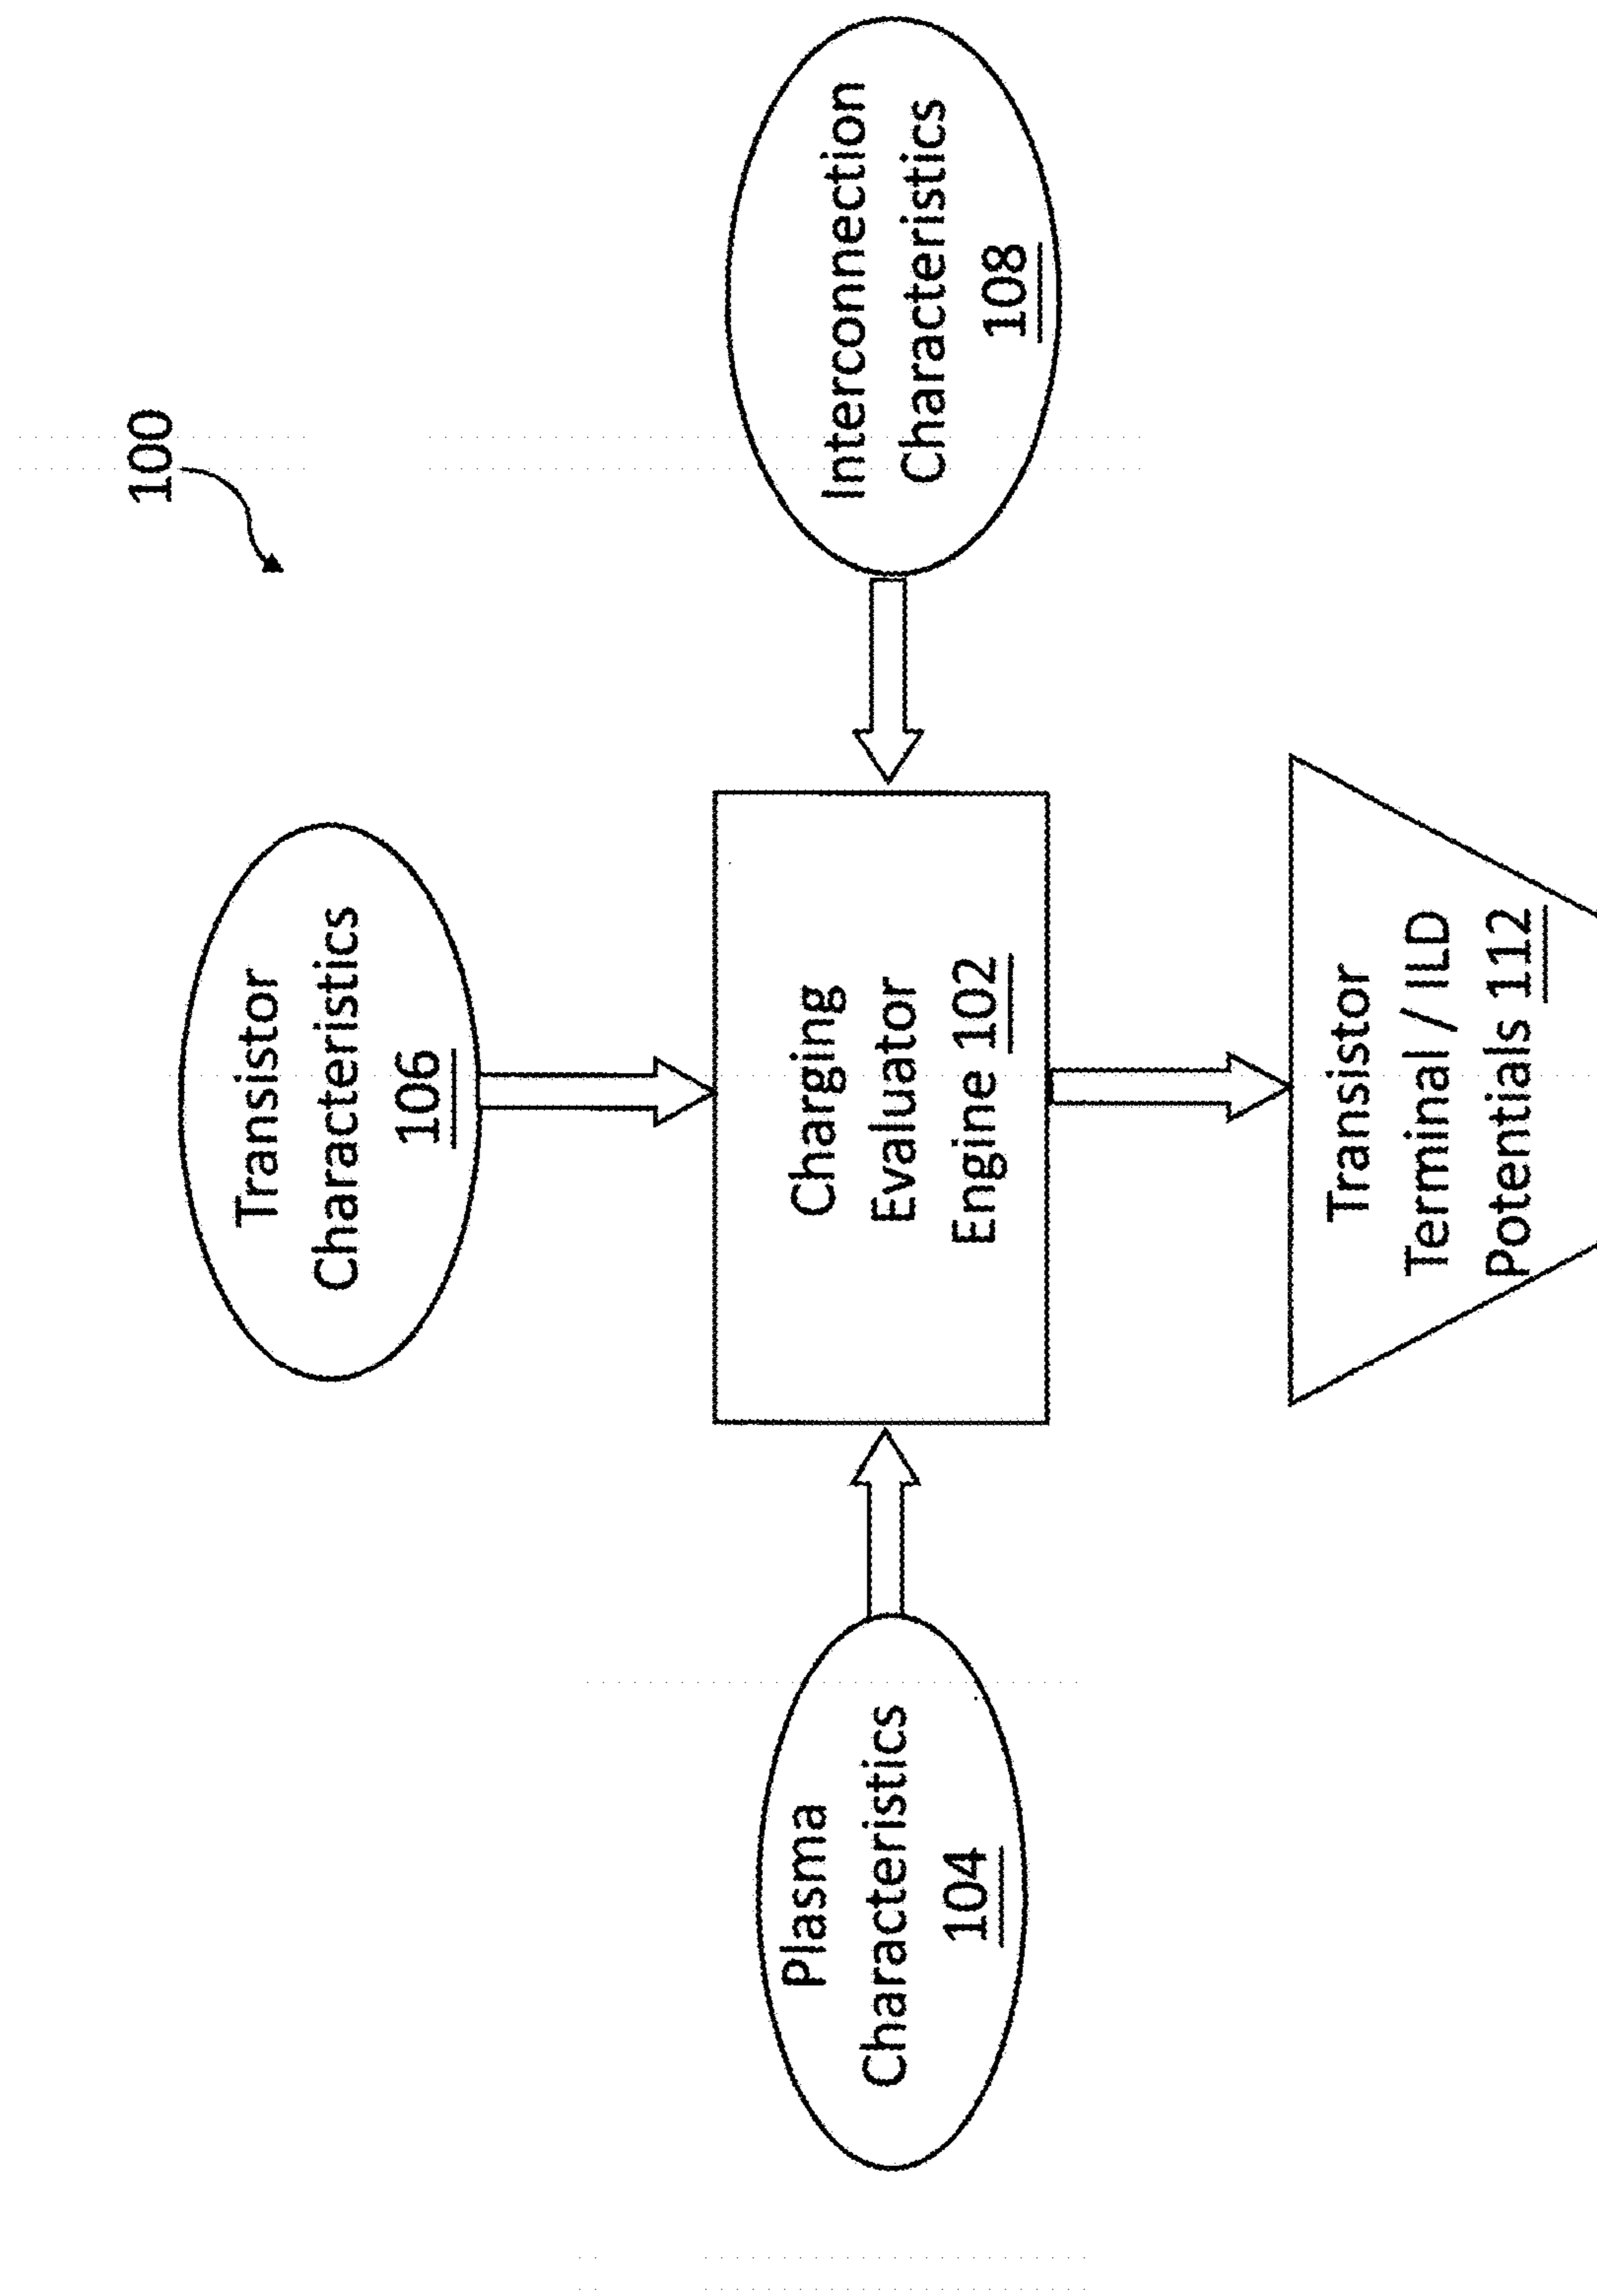 100
Transistor
Characteristics
106
Plasma
Characteristics
104
Charging
Evaluator
Engine 102
Interconnection
Characteristics
108
Transistor
Terminal / ILD
Potentials 112